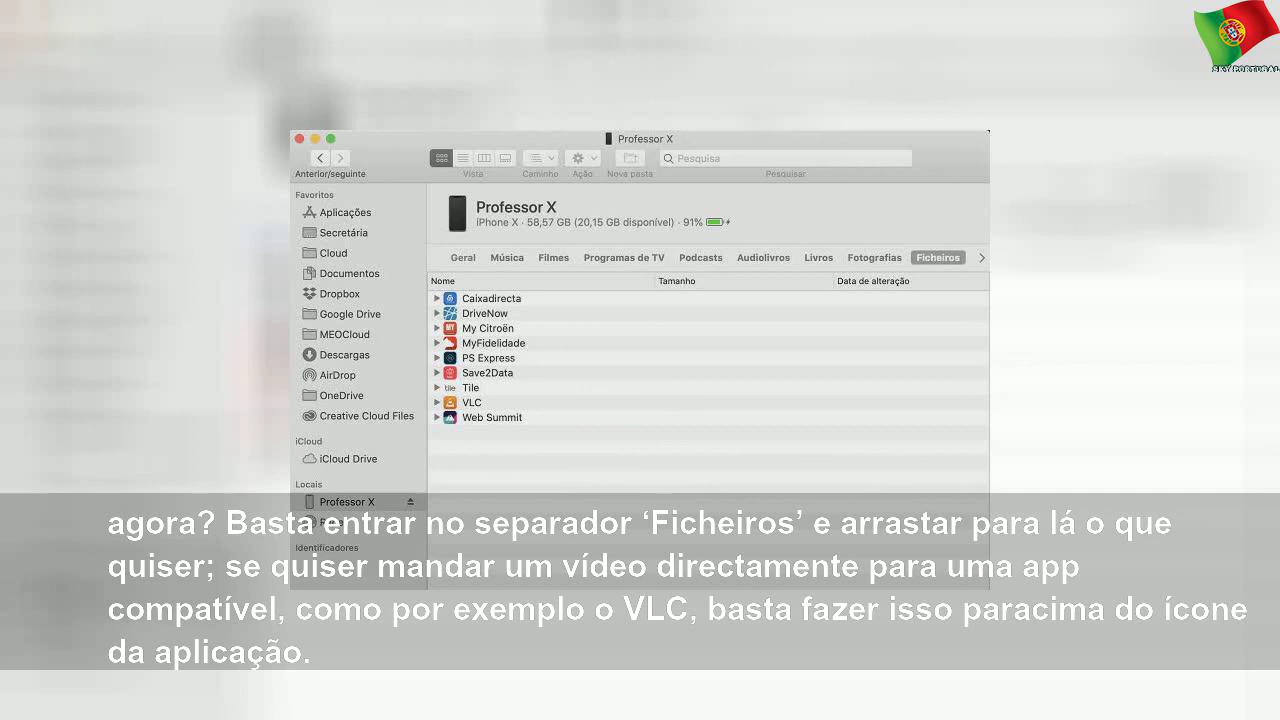 SKYPORTUGAL
Professor X
Anterior/seguinte
Vista
Caminho
Ação
Nova pasta
Pesquisa
Pesquisar
Favoritos
Aplicações
Secretária
Cloud
Documentos
Dropbox
Google Drive
MEOCloud
Descargas
AirDrop
OneDrive
Creative Cloud Files
iCloud
iCloud Drive
Locais
Professor X
Identificadores
Professor X
iPhone X · 58,57 GB (20,15 GB disponível) · 91%
Geral Música Filmes Programas de TV Podcasts Audiolivros Livros Fotografias Ficheiros
Nome Tamanho Data de alteração
Caixadirecta
DriveNow
My Citroën
MyFidelidade
PS Express
Save2Data
tile Tile
VLC
Web Summit
agora? Basta entrar no separador ‘Ficheiros’ e arrastar para lá o que
quiser; se quiser mandar um vídeo directamente para uma app
compatível, como por exemplo o VLC, basta fazer isso paracima do ícone
da aplicação.